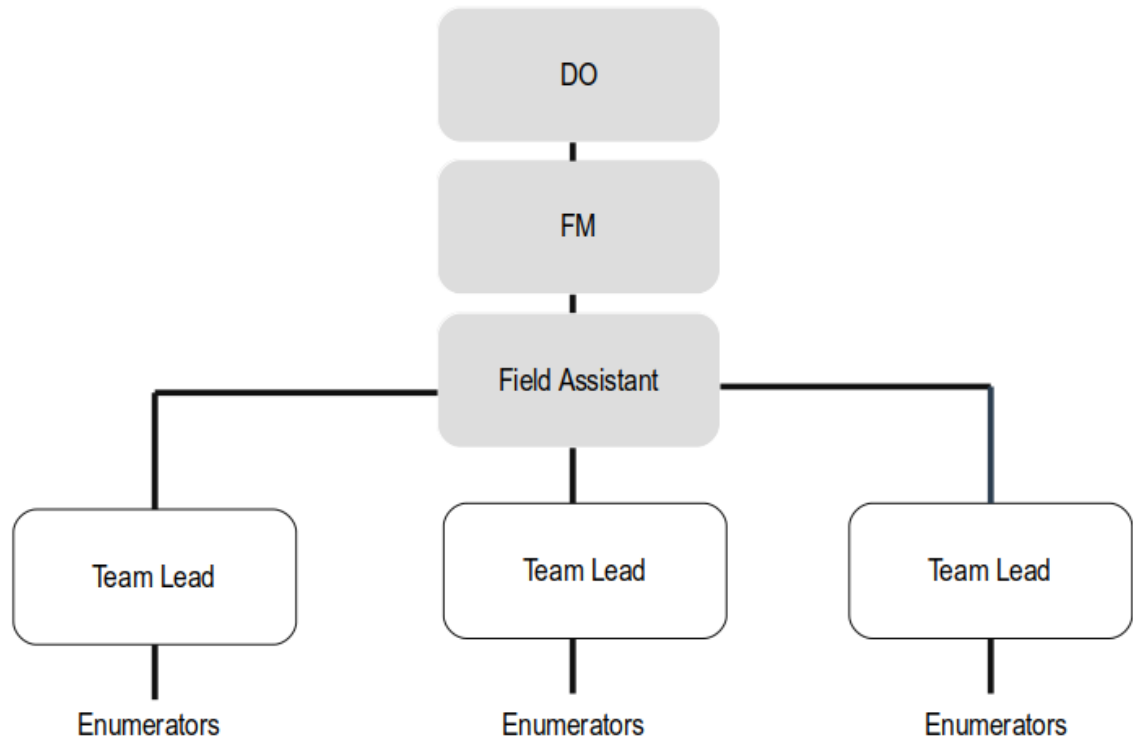 DO
FM
Field Assistant
Team Lead
Team Lead
Team Lead
Enumerators
Enumerators
Enumerators